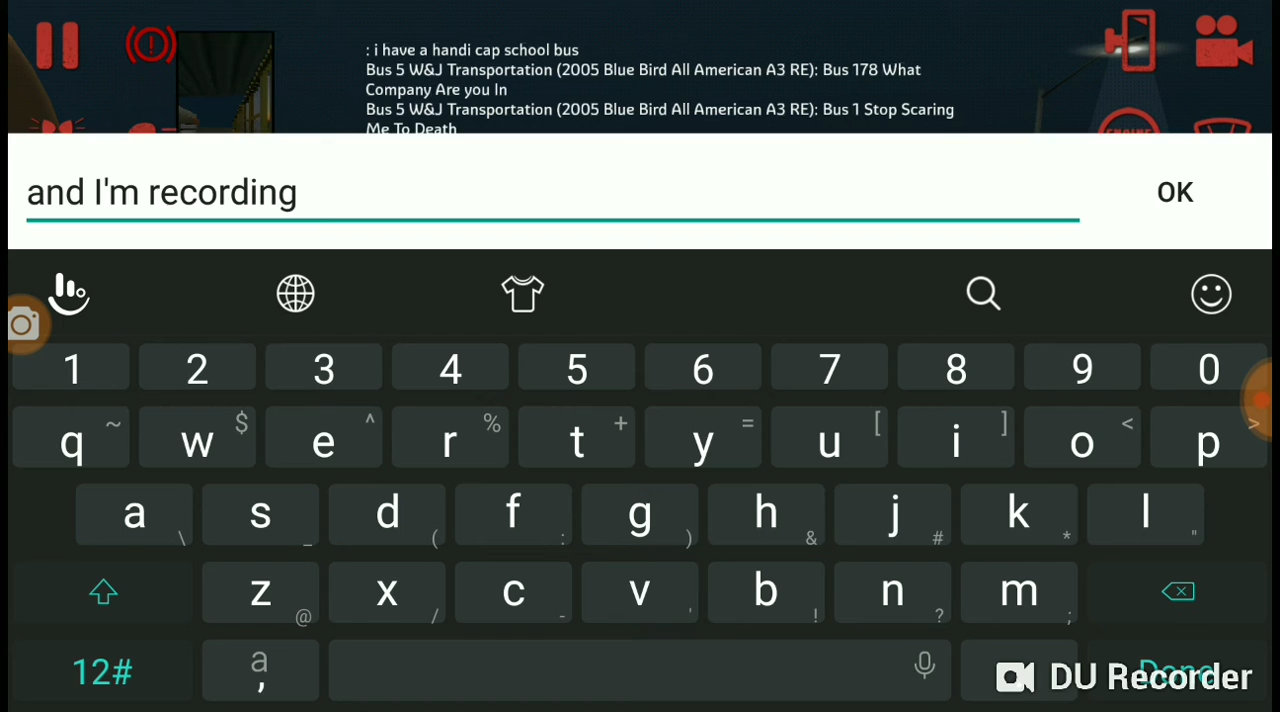 : i have a handi cap school bus
Bus 5 W&J Transportation (2005 Blue Bird All American A3 RE): Bus 178 What
Company Are you In
Bus 5 W&J Transportation (2005 Blue Bird All American A3 RE): Bus 1 Stop Scaring
Me To Death
ENGINE
and I'm recording
OK
1 2 3 4 5 6 7 8 9 0
q ~ w $ e ^ r % t + y = u [ i ] o < p >
a \ s _ d ( f : g ) h & j # k * l "
z @ x / c - v ' b ! n ? m ;
12# a , Done
DU Recorder